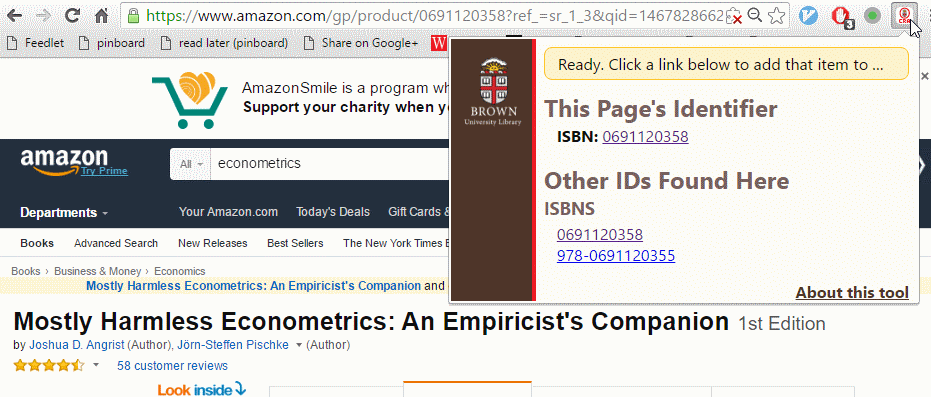 https://www.amazon.com/gp/product/0691120358?ref_=sr_1_3&qid=1467828662
3
CRK
Feedlet
pinboard
read later (pinboard)
Share on Google+
W
Ready. Click a link below to add that item to ...
BROWN
University Library
This Page's Identifier
ISBN: 0691120358
Other IDs Found Here
ISBNS
0691120358
978-0691120355
About this tool
AmazonSmile is a program wh
Support your charity when yo
amazon
Try Prime
All
econometrics
Departments
Your Amazon.com
Today's Deals
Gift Cards &
Books
Advanced Search
New Releases
Best Sellers
The New York Times B
Books › Business & Money › Economics
Mostly Harmless Econometrics: An Empiricist's Companion and
Mostly Harmless Econometrics: An Empiricist's Companion 1st Edition
by Joshua D. Angrist (Author), Jörn-Steffen Pischke (Author)
58 customer reviews
Look inside